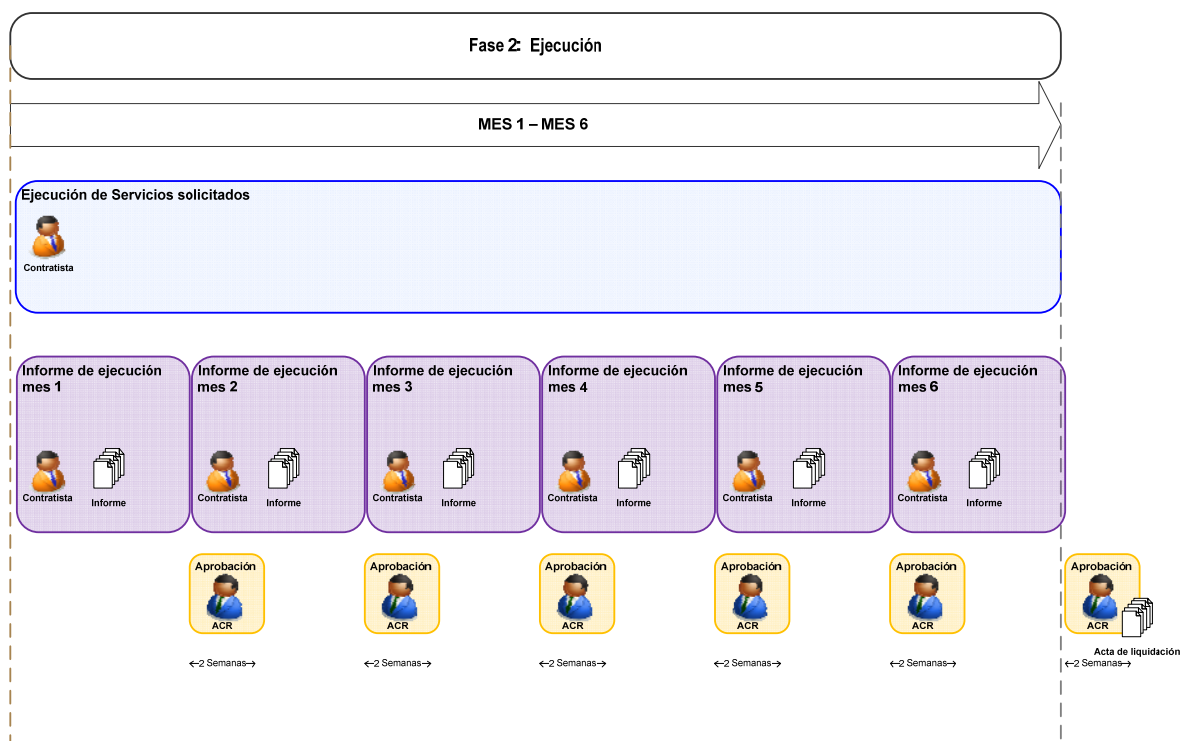 Fase 2: Ejecución
MES 1 – MES 6
Ejecución de Servicios solicitados
Contratista
Informe de ejecución
mes 1
Contratista
Informe
Informe de ejecución
mes 2
Contratista
Informe
Informe de ejecución
mes 3
Contratista
Informe
Informe de ejecución
mes 4
Contratista
Informe
Informe de ejecución
mes 5
Contratista
Informe
Informe de ejecución
mes 6
Contratista
Informe
Aprobación
ACR
2 Semanas
Aprobación
ACR
2 Semanas
Aprobación
ACR
2 Semanas
Aprobación
ACR
2 Semanas
Aprobación
ACR
2 Semanas
Aprobación
ACR
Acta de liquidación
2 Semanas